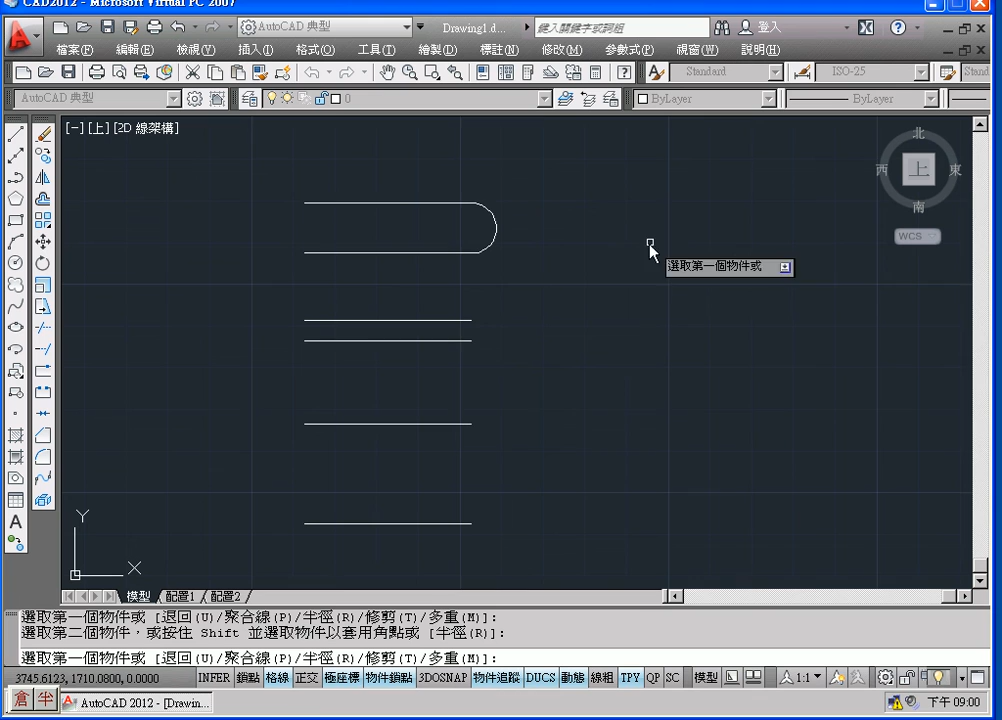 CAD2012 - Microsoft Virtual PC 2007
AutoCAD 典型
Drawing1.d...
鍵入關鍵字或詞組
登入
檔案(F) 編輯(E) 檢視(V) 插入(I) 格式(O) 工具(T) 繪製(D) 標註(N) 修改(M) 參數式(P) 視窗(W) 說明(H)
Standard ISO-25 Stand
AutoCAD 典型 0 ByLayer ByLayer
[−] [上] [2D 線架構]
北
西 上 東
南
WCS
選取第一個物件或
Y
X
模型 配置1 配置2
選取第一個物件或 [退回(U)/聚合線(P)/半徑(R)/修剪(T)/多重(M)]:
選取第二個物件，或按住 Shift 並選取物件以套用角點或 [半徑(R)]:
選取第一個物件或 [退回(U)/聚合線(P)/半徑(R)/修剪(T)/多重(M)]:
3745.6123, 1710.0800, 0.0000 INFER 鎖點 格線 正交 極座標 物件鎖點 3DOSNAP 物件追蹤 DUCS 動態 線粗 TPY QP SC 模型 1:1
倉 半 AutoCAD 2012 - [Drawin... 下午 09:00